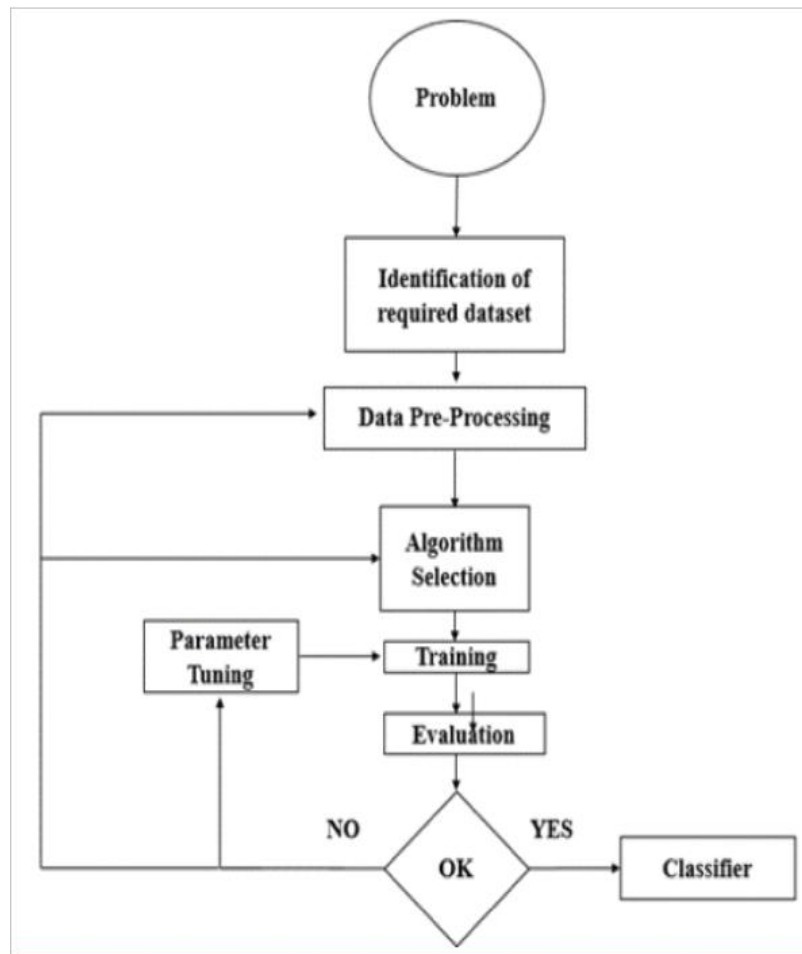 Problem
Identification of
required dataset
Data Pre-Processing
Algorithm
Selection
Parameter
Tuning
Training
Evaluation
NO
YES
OK
Classifier